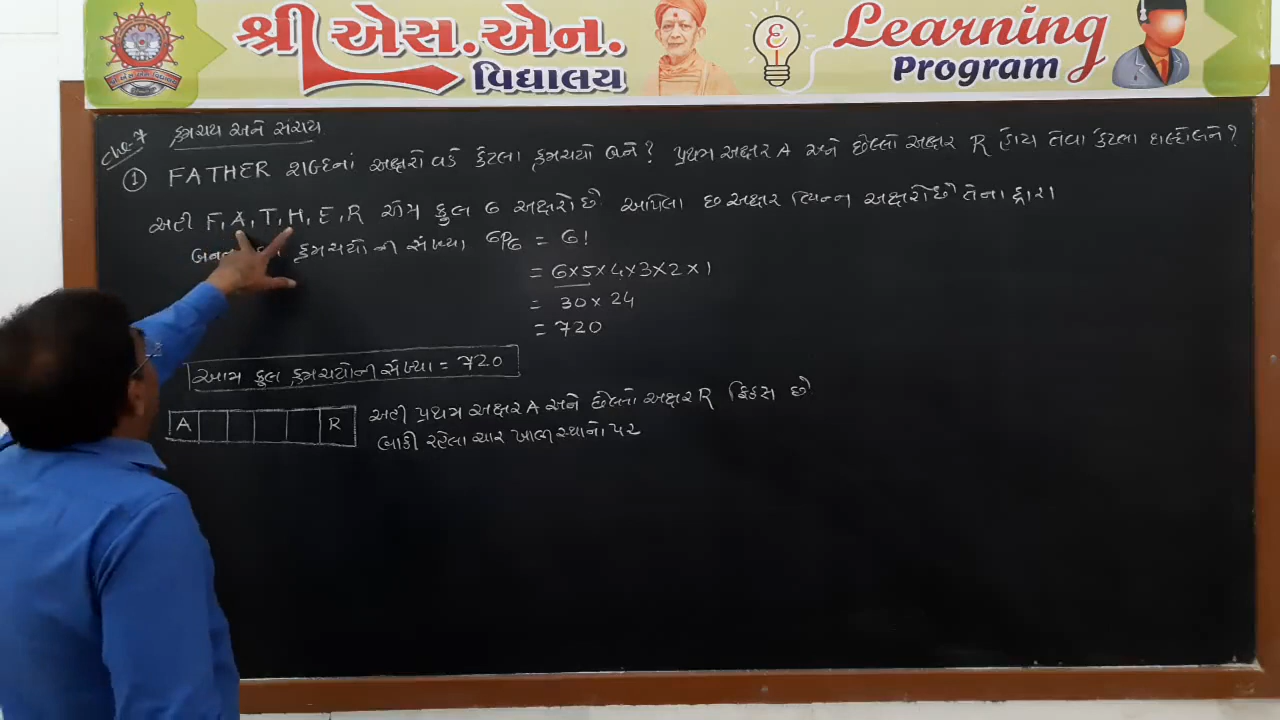 શ્રી એસ.એન.
વિદ્યાલય
Learning
Program
Ch:-7 ક્રમચય અને સંચય
① FATHER શબ્દનાં અક્ષરો વડે કેટલા ક્રમચયો બને? પ્રથમ અક્ષર A અને છેલ્લો અક્ષર R હોય તેવા કેટલા શબ્દો બને?
અહીં F, A, T, H, E, R એમ કુલ 6 અક્ષરો છે આપેલા છ અક્ષર ભિન્ન અક્ષરો છે તેના દ્વારા
ક્રમચયોની સંખ્યા 6P6 = 6!
= 6×5×4×3×2×1
= 30×24
= 720
આમ કુલ ક્રમચયોની સંખ્યા = 720
A R અહીં પ્રથમ અક્ષર A અને છેલ્લો અક્ષર R ફિક્સ છે
બાકી રહેલા ચાર ખાલી સ્થાનો પર